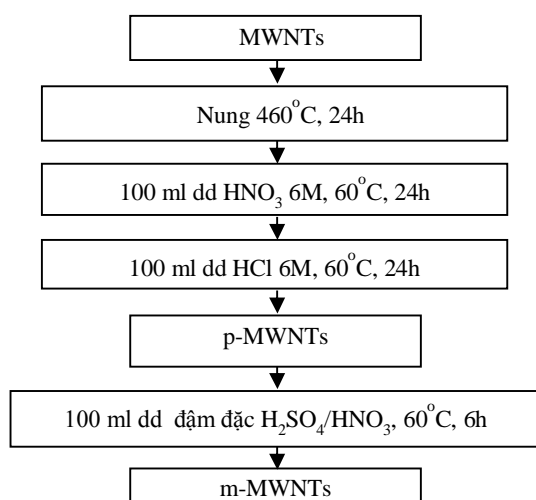 MWNTs
Nung 460°C, 24h
100 ml dd HNO₃ 6M, 60°C, 24h
100 ml dd HCl 6M, 60°C, 24h
p-MWNTs
100 ml dd đậm đặc H₂SO₄/HNO₃, 60°C, 6h
m-MWNTs